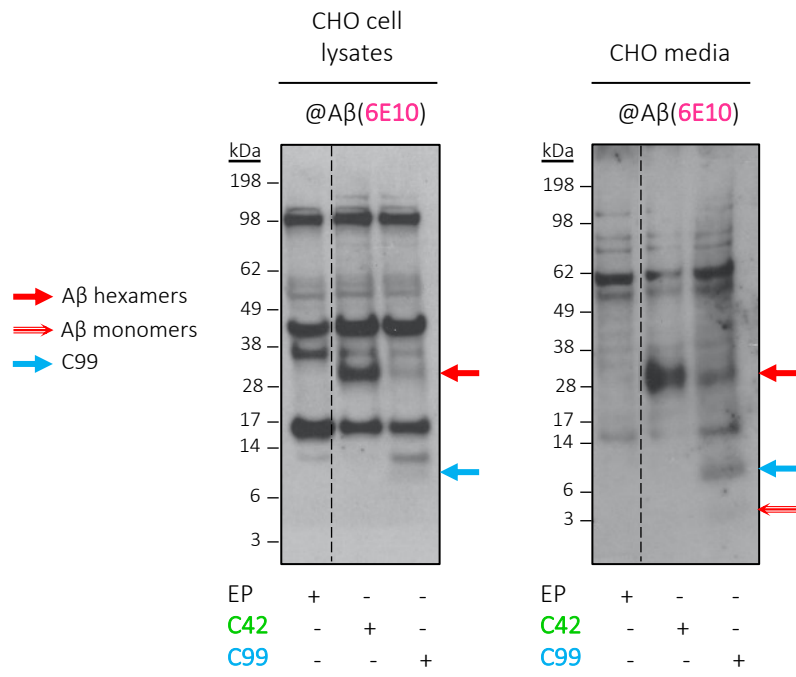 CHO cell
lysates
@Aβ(6E10)
kDa
198
98
62
49
38
28
17
14
6
3
EP + - -
C42 - + -
C99 - - +
CHO media
@Aβ(6E10)
kDa
198
98
62
49
38
28
17
14
6
3
EP + - -
C42 - + -
C99 - - +
Aβ hexamers
Aβ monomers
C99